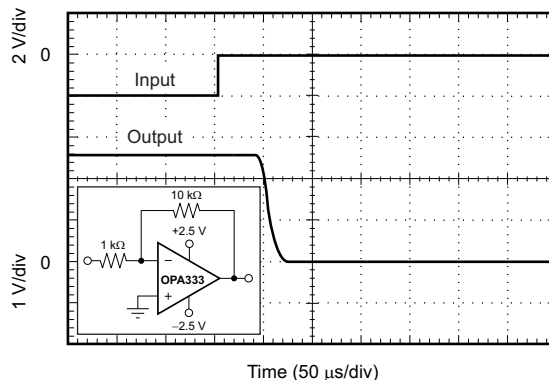 2 V/div
0
Input
Output
10 kΩ
+2.5 V
1 kΩ
OPA333
−2.5 V
0
1 V/div
Time (50 μs/div)